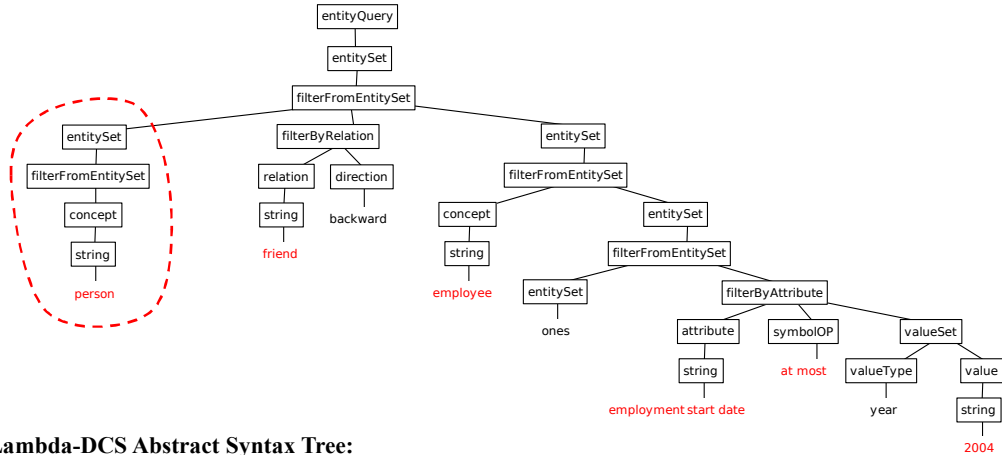 entityQuery
entitySet
filterFromEntitySet
entitySet filterByRelation entitySet
filterFromEntitySet relation direction filterFromEntitySet
concept string backward concept entitySet
string friend string filterFromEntitySet
person employee entitySet filterByAttribute
ones attribute symbolOP valueSet
string at most valueType value
employment start date year string
Lambda-DCS Abstract Syntax Tree: 2004